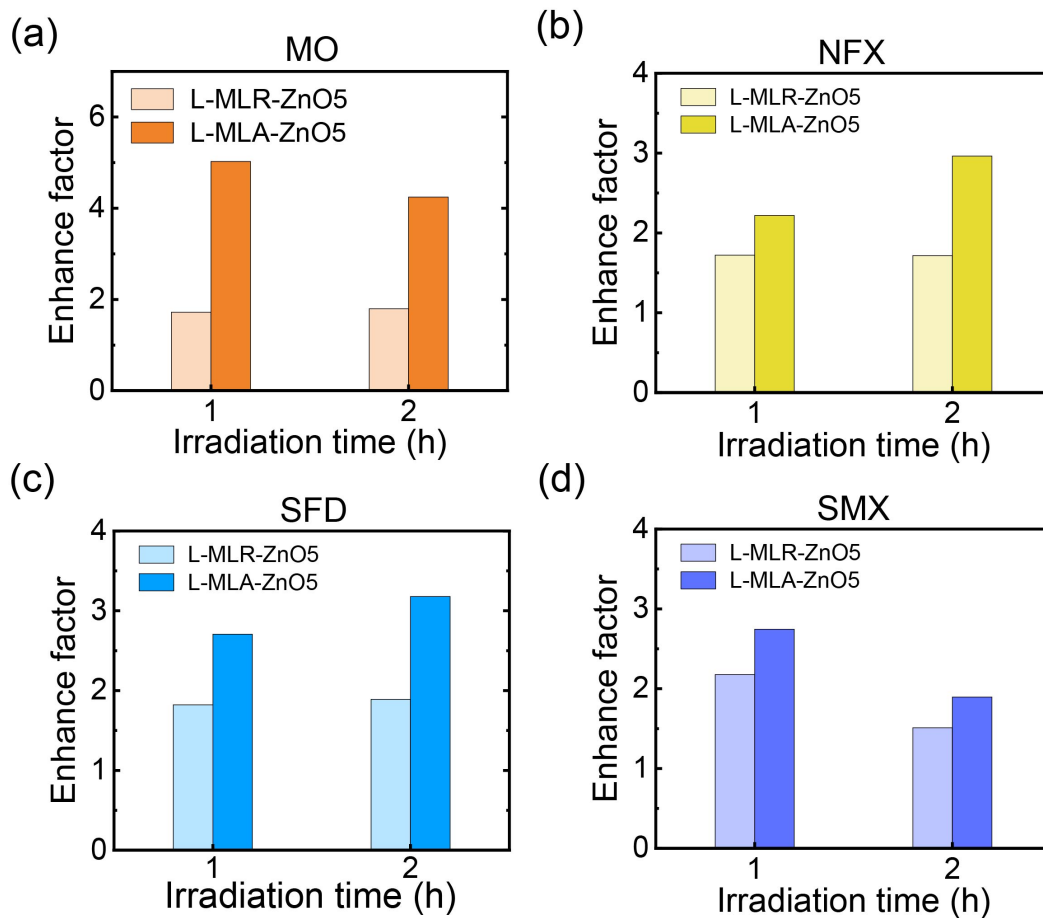 (a)
MO
L-MLR-ZnO5
L-MLA-ZnO5
Enhance factor
6
4
2
0
1
2
Irradiation time (h)
(b)
NFX
L-MLR-ZnO5
L-MLA-ZnO5
Enhance factor
4
3
2
1
0
1
2
Irradiation time (h)
(c)
SFD
L-MLR-ZnO5
L-MLA-ZnO5
Enhance factor
4
3
2
1
0
1
2
Irradiation time (h)
(d)
SMX
L-MLR-ZnO5
L-MLA-ZnO5
Enhance factor
4
3
2
1
0
1
2
Irradiation time (h)